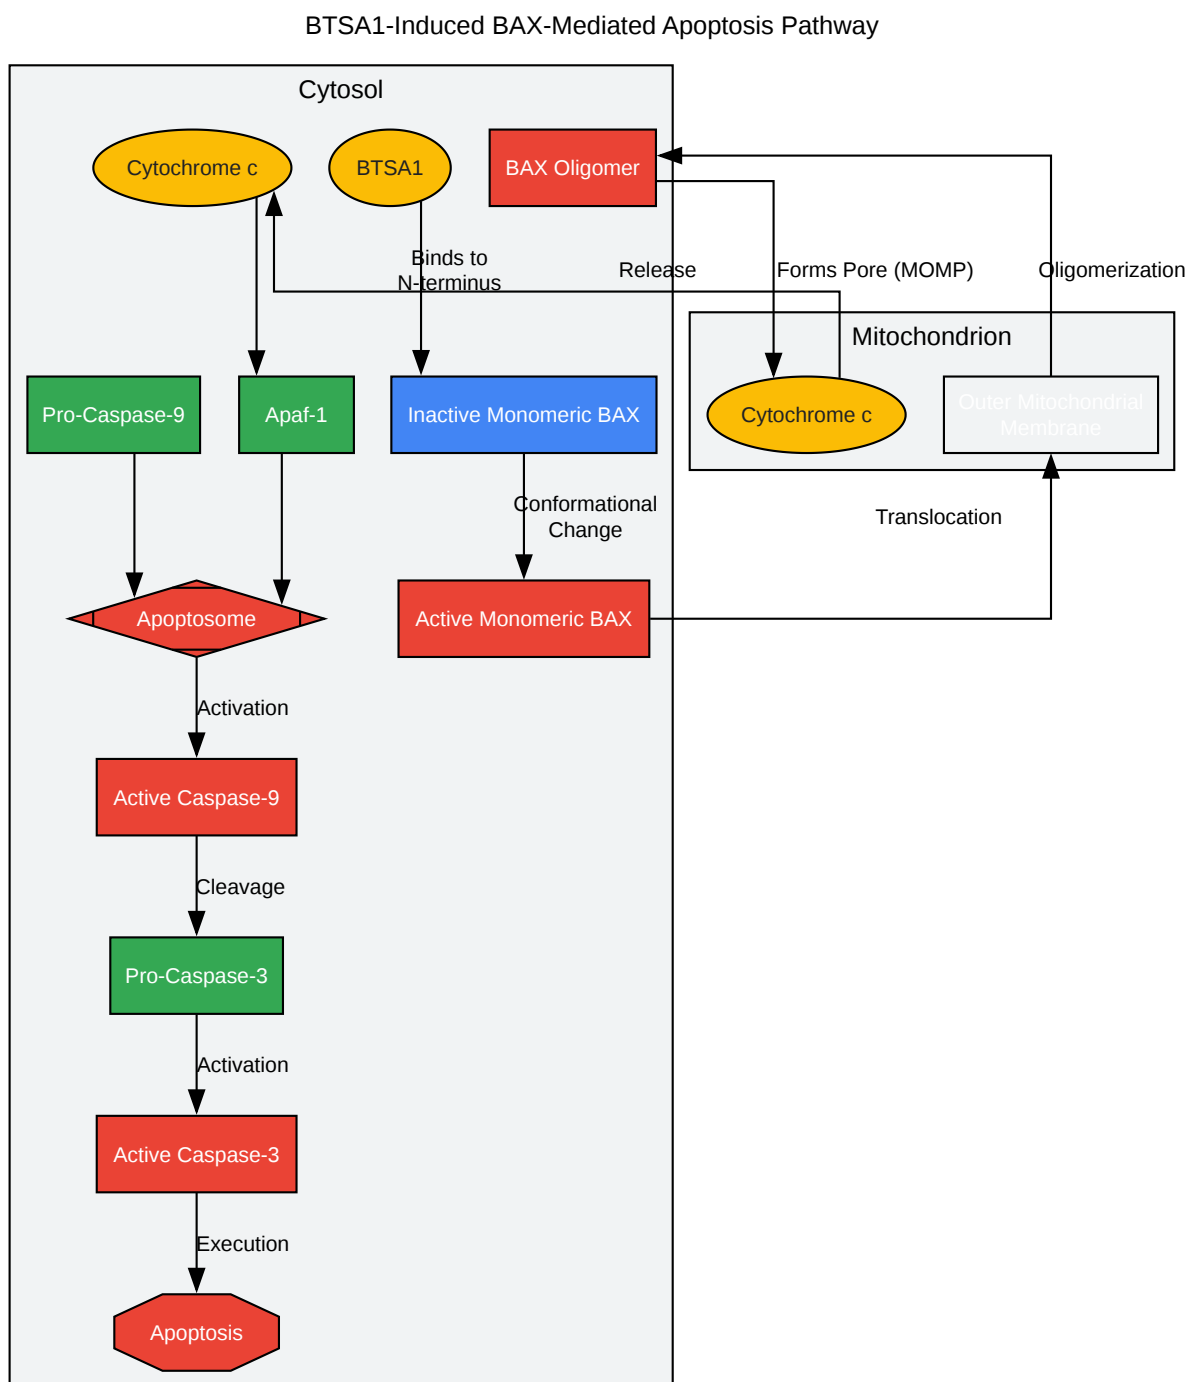 BTSA1-Induced BAX-Mediated Apoptosis Pathway
Cytosol
Cytochrome c
BTSA1
BAX Oligomer
Binds to
N-terminus
Release
Forms Pore (MOMP)
Oligomerization
Mitochondrion
Pro-Caspase-9
Apaf-1
Inactive Monomeric BAX
Cytochrome c
Outer Mitochondrial
Membrane
Conformational
Change
Translocation
Apoptosome
Active Monomeric BAX
Activation
Active Caspase-9
Cleavage
Pro-Caspase-3
Activation
Active Caspase-3
Execution
Apoptosis